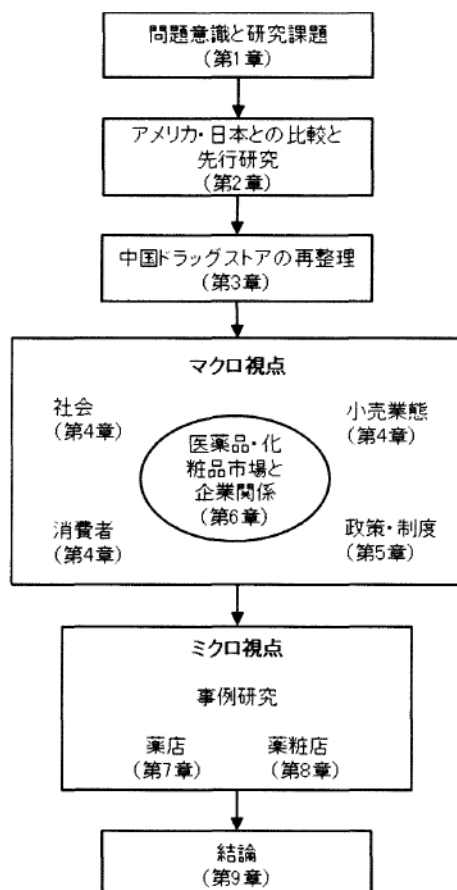 問題意識と研究課題
(第1章)
アメリカ・日本との比較と
先行研究
(第2章)
中国ドラッグストアの再整理
(第3章)
マクロ視点
社会
(第4章)
小売業態
(第4章)
医薬品・化
粧品市場と
企業関係
(第6章)
消費者
(第4章)
政策・制度
(第5章)
ミクロ視点
事例研究
薬店
(第7章)
薬粧店
(第8章)
結論
(第9章)